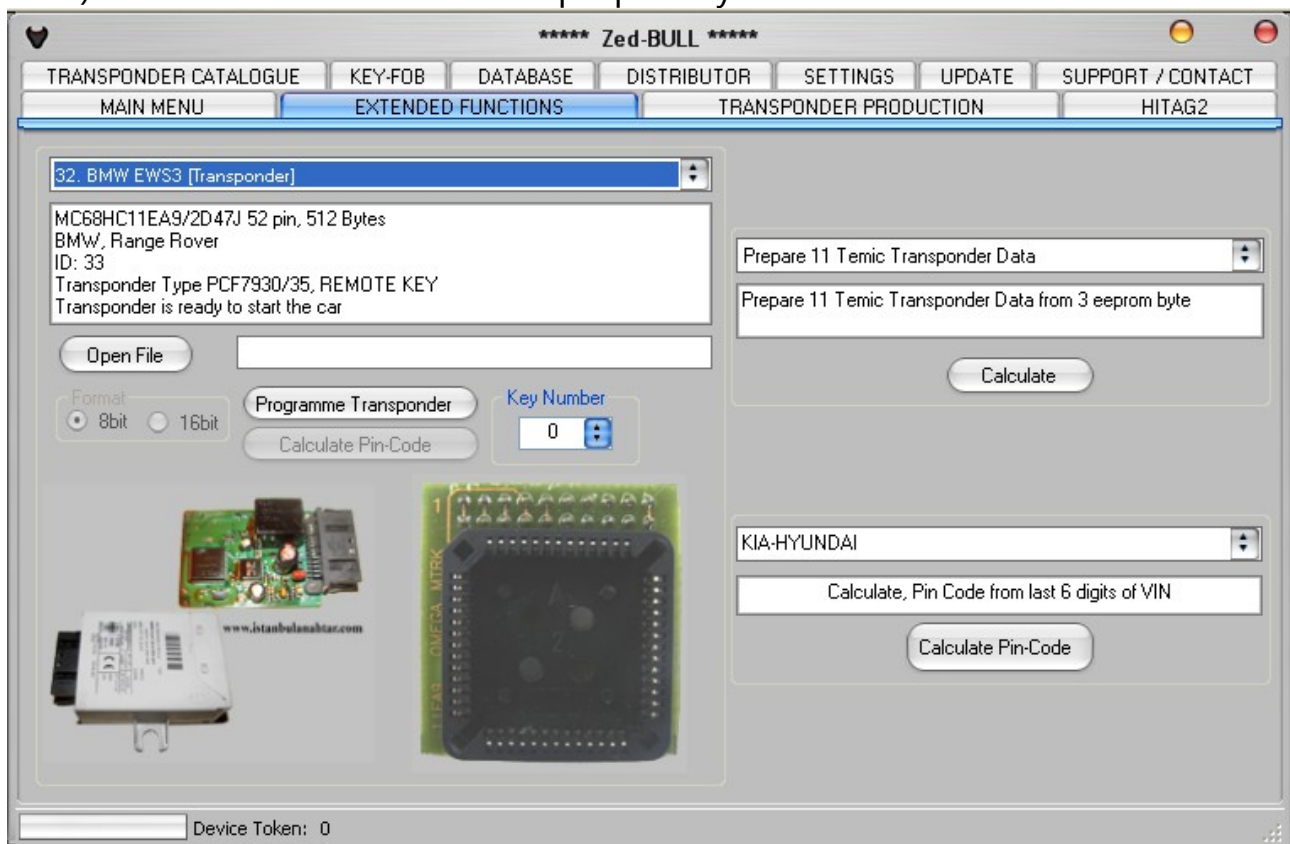 ***** Zed-BULL *****
TRANSPONDER CATALOGUE KEY-FOB DATABASE DISTRIBUTOR SETTINGS UPDATE SUPPORT / CONTACT
MAIN MENU EXTENDED FUNCTIONS TRANSPONDER PRODUCTION HITAG2
32. BMW EWS3 [Transponder]
MC68HC11EA9/2D47J 52 pin, 512 Bytes
BMW, Range Rover
ID: 33
Transponder Type PCF7930/35, REMOTE KEY
Transponder is ready to start the car
Prepare 11 Temic Transponder Data
Prepare 11 Temic Transponder Data from 3 eeprom byte
Calculate
Open File
Format
8bit 16bit
Programme Transponder
Calculate Pin-Code
Key Number
0
1
OMEGA MTRK
11EA9
2
www.istanbulanahtar.com
KIA-HYUNDAI
Calculate, Pin Code from last 6 digits of VIN
Calculate Pin-Code
Device Token: 0